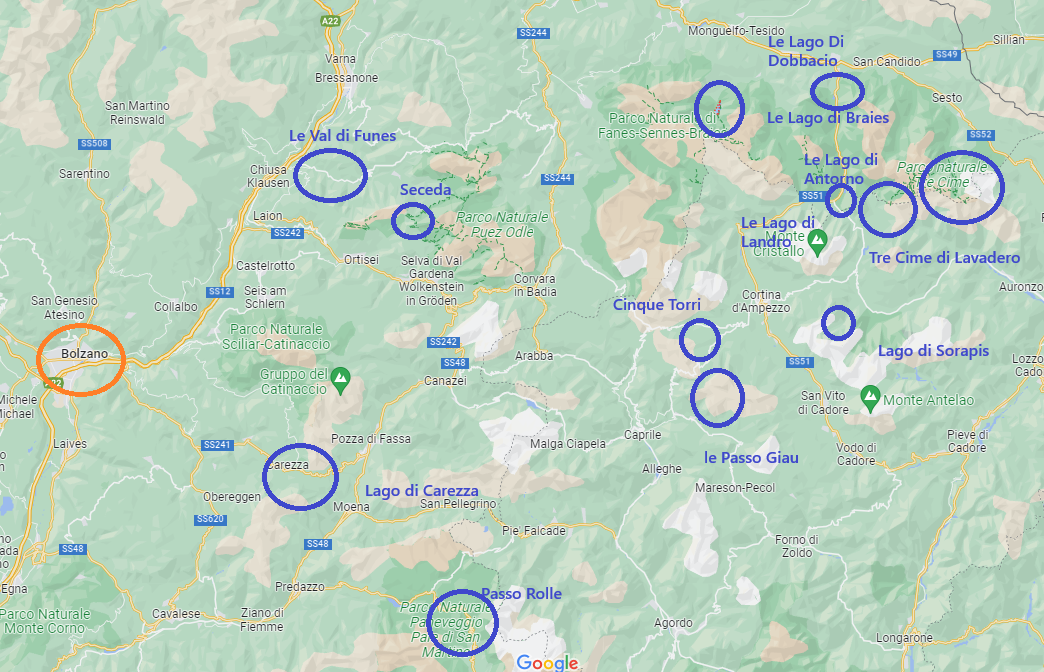 A22
SS244
Monguelfo-Tesido
Le Lago Di
Dobbacio
Sillian
SS49
San Candido
Varna
Bressanone
San Martino
Reinswald
Sesto
Parco Naturale di
Fanes-Sennes-Braies
Le Lago di Braies
SS52
Le Val di Funes
SS508
Le Lago di
Antorno
Parco naturale
Tre Cime
Sarentino
Chiusa
Klausen
SS244
Seceda
SS51
Laion
SS242
Parco Naturale
Puez Odle
Le Lago di
Landro
Monte
Cristallo
Tre Cime di Lavadero
Castelrotto
Ortisei
Selva di Val
Gardena
Wolkenstein
in Gröden
Corvara
in Badia
SS12
Seis am
Schlern
Collalbo
San Genesio
Atesino
Cinque Torri
Cortina
d'Ampezzo
Auronzo
Parco Naturale
Sciliar-Catinaccio
SS242
SS48
Bolzano
Arabba
Lago di Sorapis
SS51
Lozzo
Cado
Gruppo del
Catinaccio
Canazei
A22
Michele
Michael
San Vito
di Cadore
Monte Antelao
Laives
SS241
Pozza di Fassa
Malga Ciapela
Caprile
Vodo di
Cadore
Pieve di
Cadore
Carezza
Alleghe
le Passo Giau
Obereggen
Lago di Carezza
San Pellegrino
Moena
Mareson-Pecol
SS620
Pie Falcade
SS48
SS48
Forno di
Zoldo
Egna
Predazzo
Passo Rolle
Parco Naturale
Monte Corno
Cavalese
Ziano di
Fiemme
Parco Naturale
Paneveggio
Pale di San
Martino
Agordo
Longarone
Google